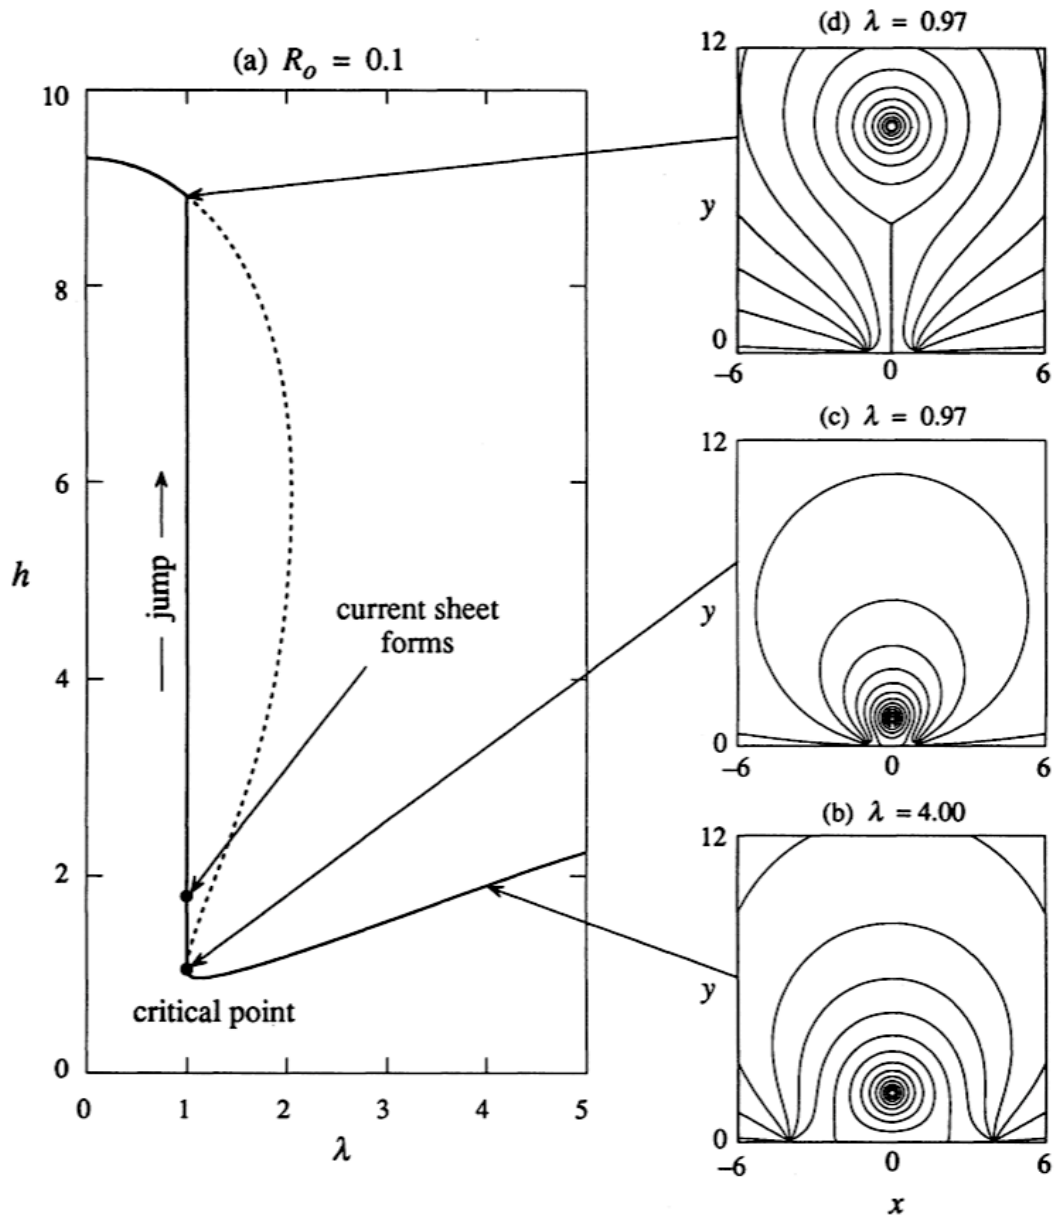 (a) R_o = 0.1
h
10
8
6
4
2
0
0 1 2 3 4 5
λ
jump
current sheet
forms
critical point
(d) λ = 0.97
12
y
0
–6 0 6
(c) λ = 0.97
12
y
0
–6 0 6
(b) λ = 4.00
12
y
0
–6 0 6
x